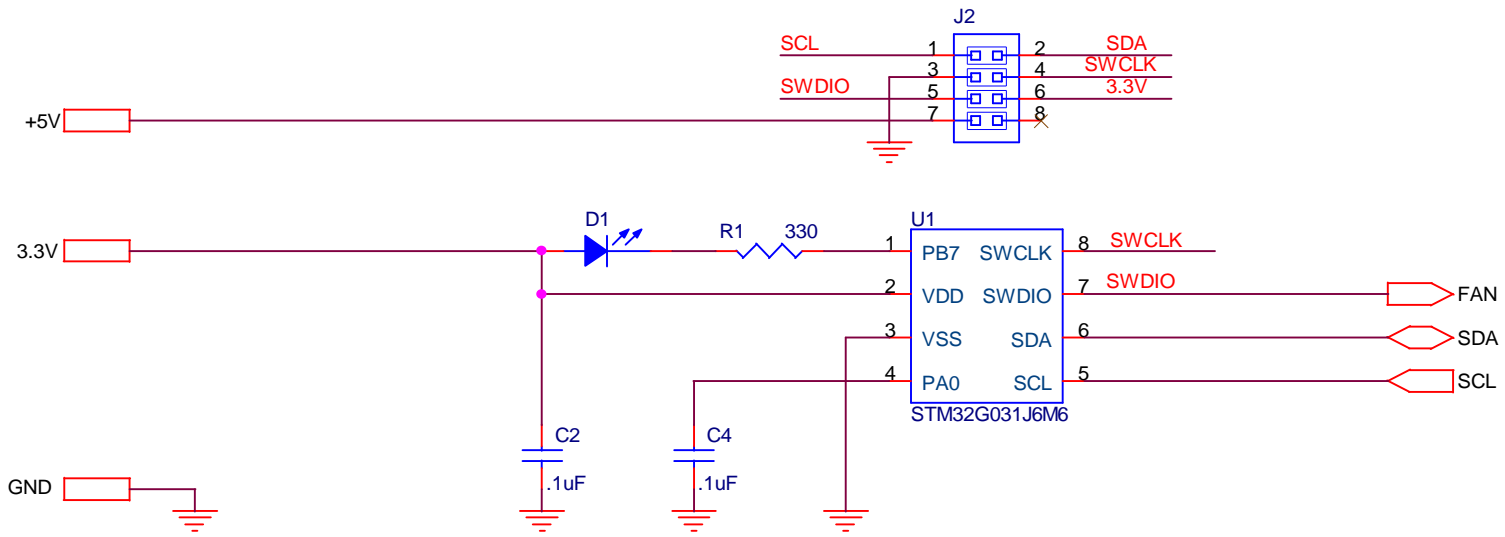 J2
SCL 1 2 SDA
3 4 SWCLK
SWDIO 5 6 3.3V
+5V 7 8
D1 U1
R1 330
3.3V 1 PB7 SWCLK 8 SWCLK
2 VDD SWDIO 7 SWDIO FAN
3 VSS SDA 6 SDA
4 PA0 SCL 5 SCL
STM32G031J6M6
C2 C4
.1uF .1uF
GND